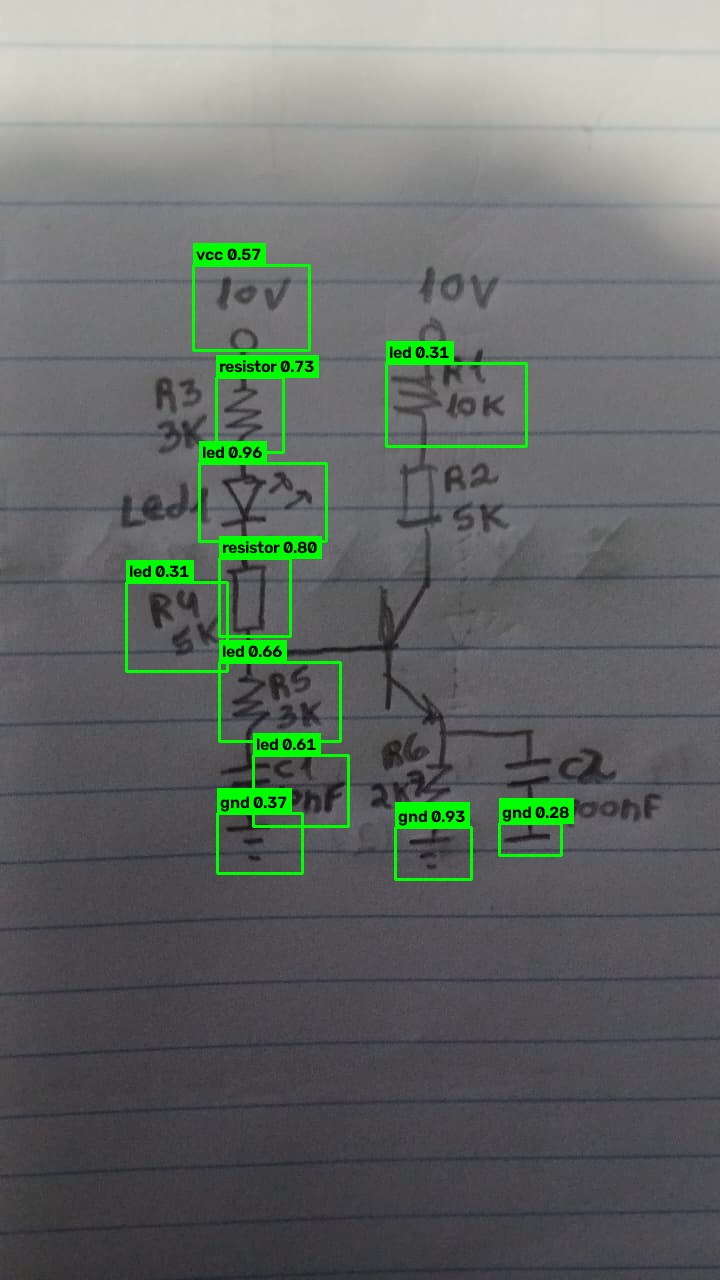 vcc 0.57
10V
10V
resistor 0.73
led 0.31
R3
3K
R1
10K
led 0.96
Led1
R2
5K
resistor 0.80
led 0.31
R4
5K
led 0.66
R5
3K
led 0.61
C1
R6
2K2
C2
gnd 0.37
gnd 0.93
gnd 0.28